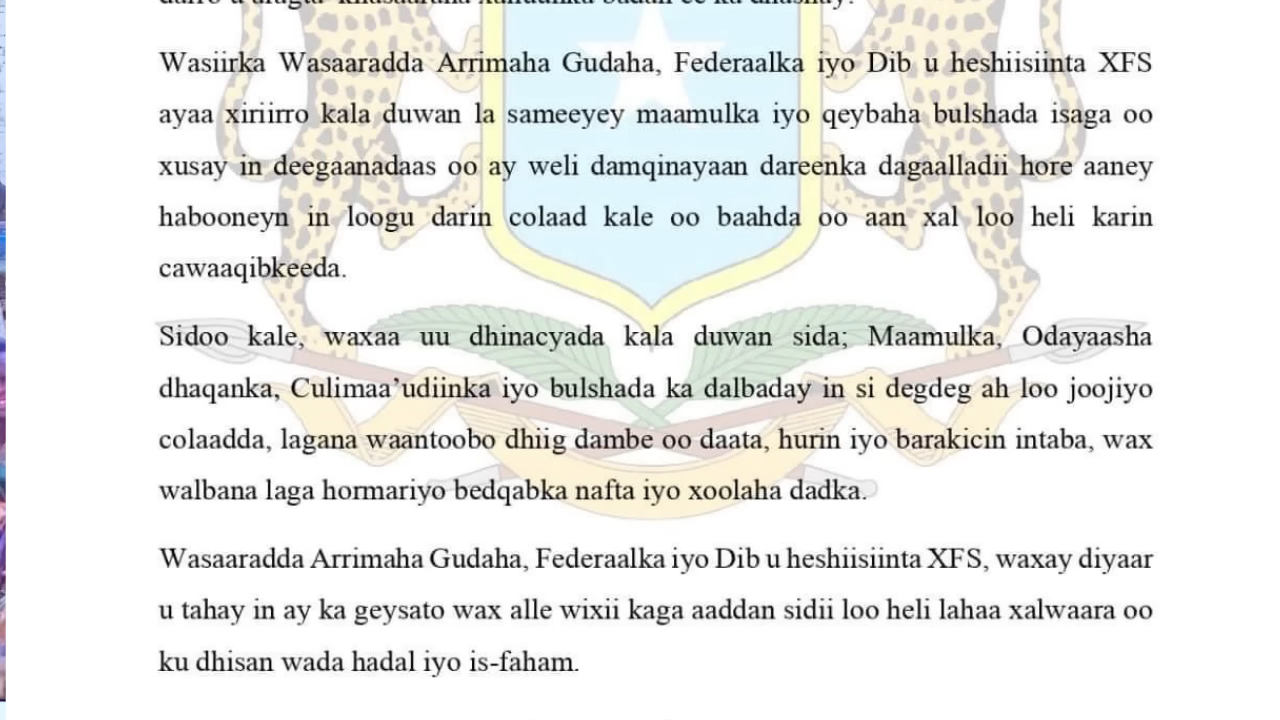 Wasiirka Wasaaradda Arrimaha Gudaha, Federaalka iyo Dib u heshiisiinta XFS
ayaa xiriirro kala duwan la sameeyey maamulka iyo qeybaha bulshada isaga oo
xusay in deegaanadaas oo ay weli damqinayaan dareenka dagaalladii hore aaney
habooneyn in loogu darin colaad kale oo baahda oo aan xal loo heli karin
cawaaqibkeeda.
Sidoo kale, waxaa uu dhinacyada kala duwan sida; Maamulka, Odayaasha
dhaqanka, Culimaa’udiinka iyo bulshada ka dalbaday in si degdeg ah loo joojiyo
colaadda, lagana waantoobo dhiig dambe oo daata, hurin iyo barakicin intaba, wax
walbana laga hormariyo bedqabka nafta iyo xoolaha dadka.
Wasaaradda Arrimaha Gudaha, Federaalka iyo Dib u heshiisiinta XFS, waxay diyaar
u tahay in ay ka geysato wax alle wixii kaga aaddan sidii loo heli lahaa xalwaara oo
ku dhisan wada hadal iyo is-faham.